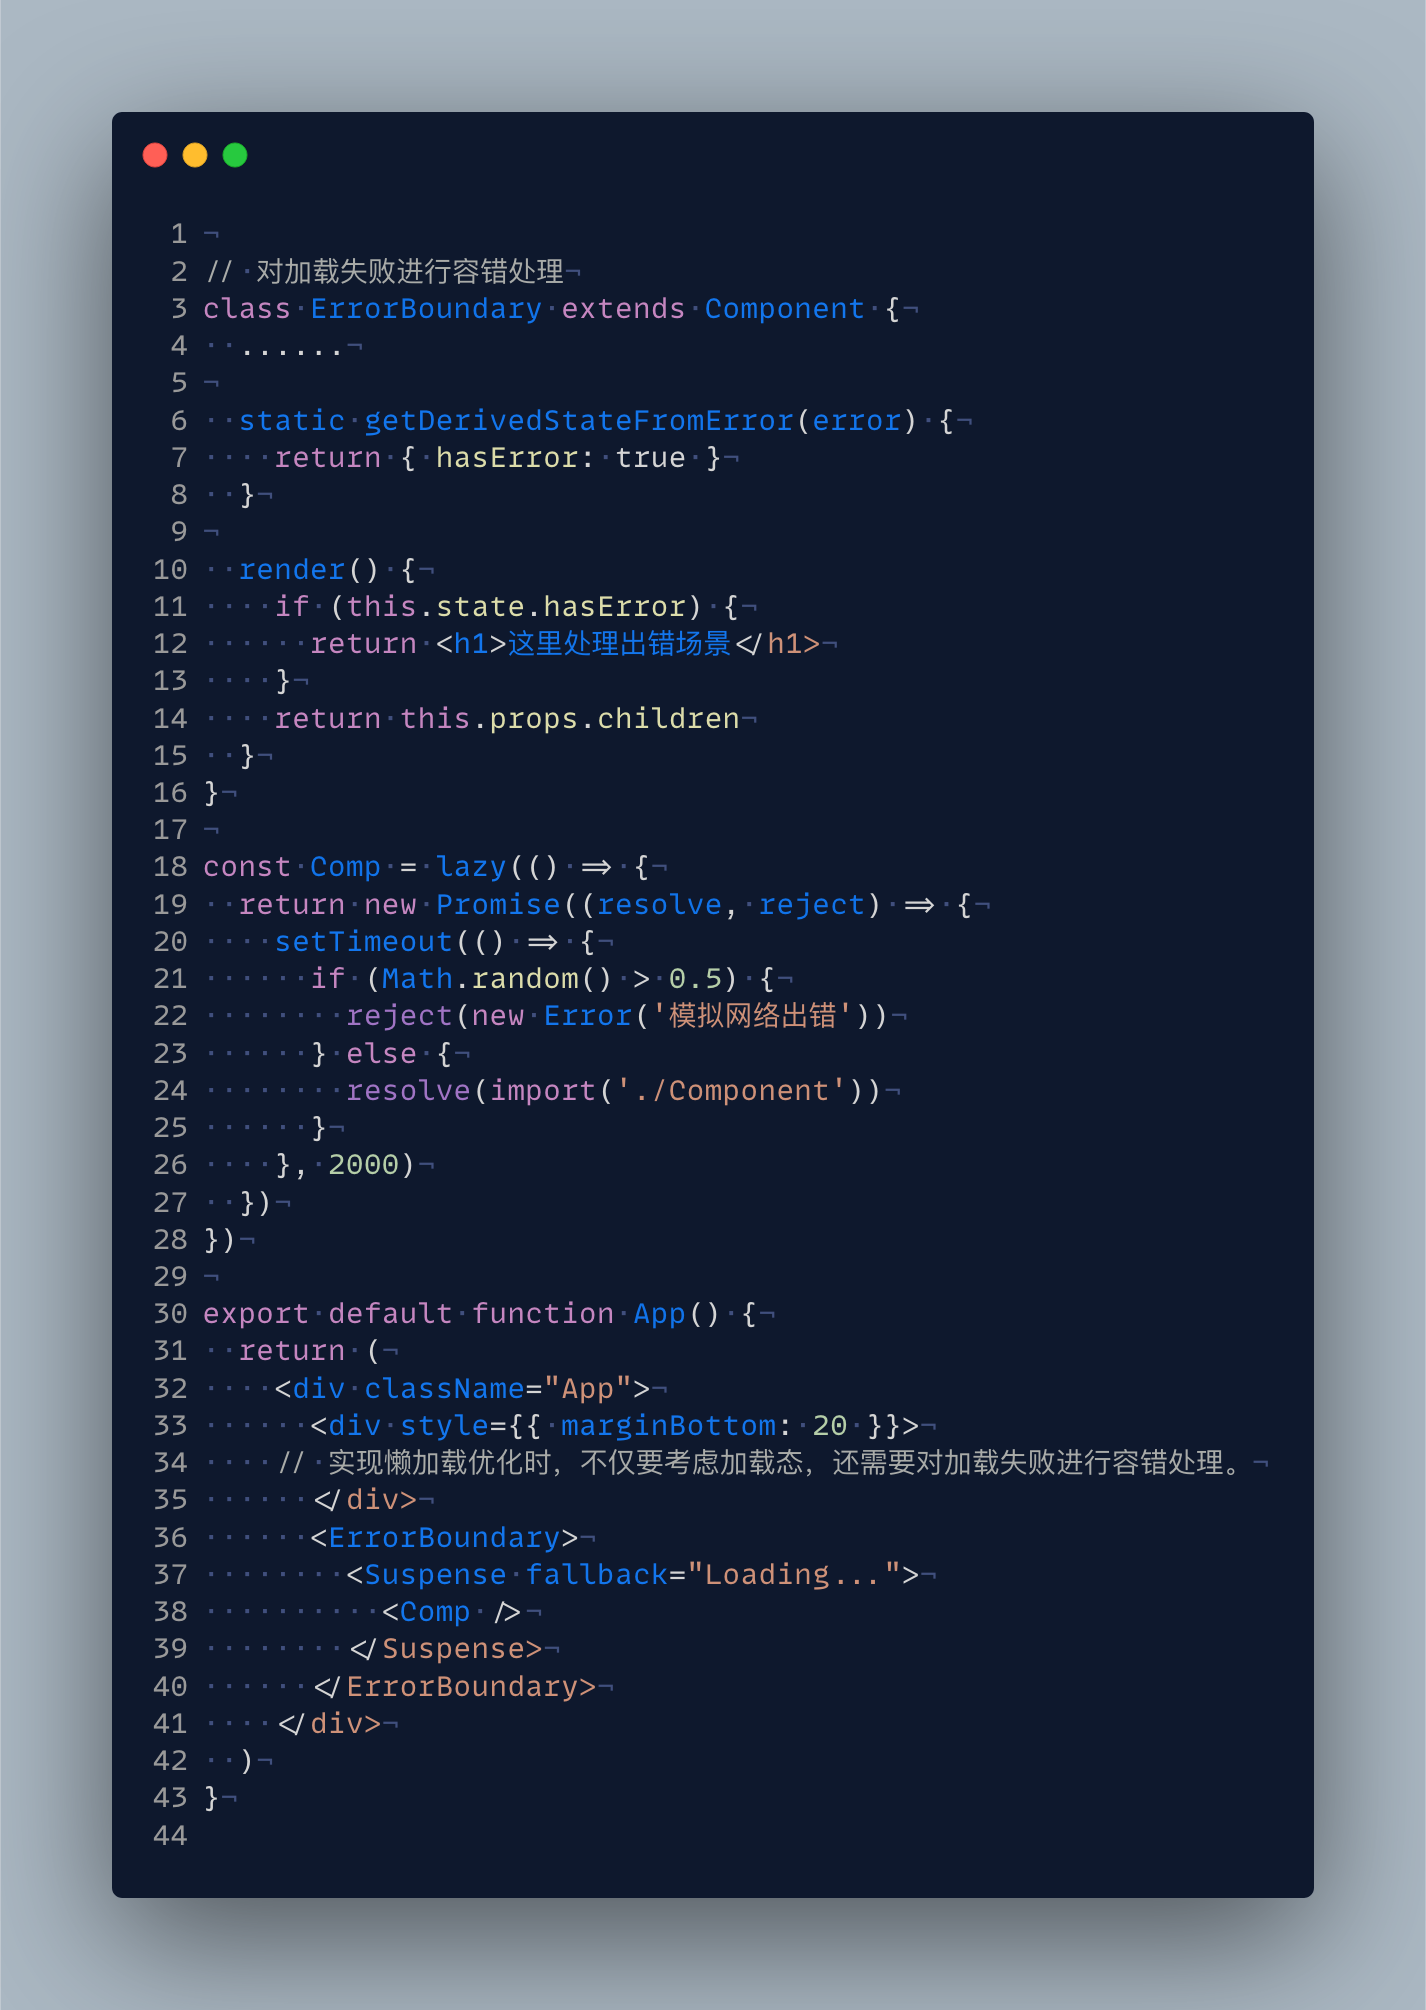 1
2 // 对加载失败进行容错处理
3 class ErrorBoundary extends Component {
4   ......
5
6   static getDerivedStateFromError(error) {
7     return { hasError: true }
8   }
9
10   render() {
11     if (this.state.hasError) {
12       return <h1>这里处理出错场景</h1>
13     }
14     return this.props.children
15   }
16 }
17
18 const Comp = lazy(() => {
19   return new Promise((resolve, reject) => {
20     setTimeout(() => {
21       if (Math.random() > 0.5) {
22         reject(new Error('模拟网络出错'))
23       } else {
24         resolve(import('./Component'))
25       }
26     }, 2000)
27   })
28 })
29
30 export default function App() {
31   return (
32     <div className="App">
33       <div style={{ marginBottom: 20 }}>
34     // 实现懒加载优化时，不仅要考虑加载态，还需要对加载失败进行容错处理。
35       </div>
36       <ErrorBoundary>
37         <Suspense fallback="Loading...">
38           <Comp />
39         </Suspense>
40       </ErrorBoundary>
41     </div>
42   )
43 }
44